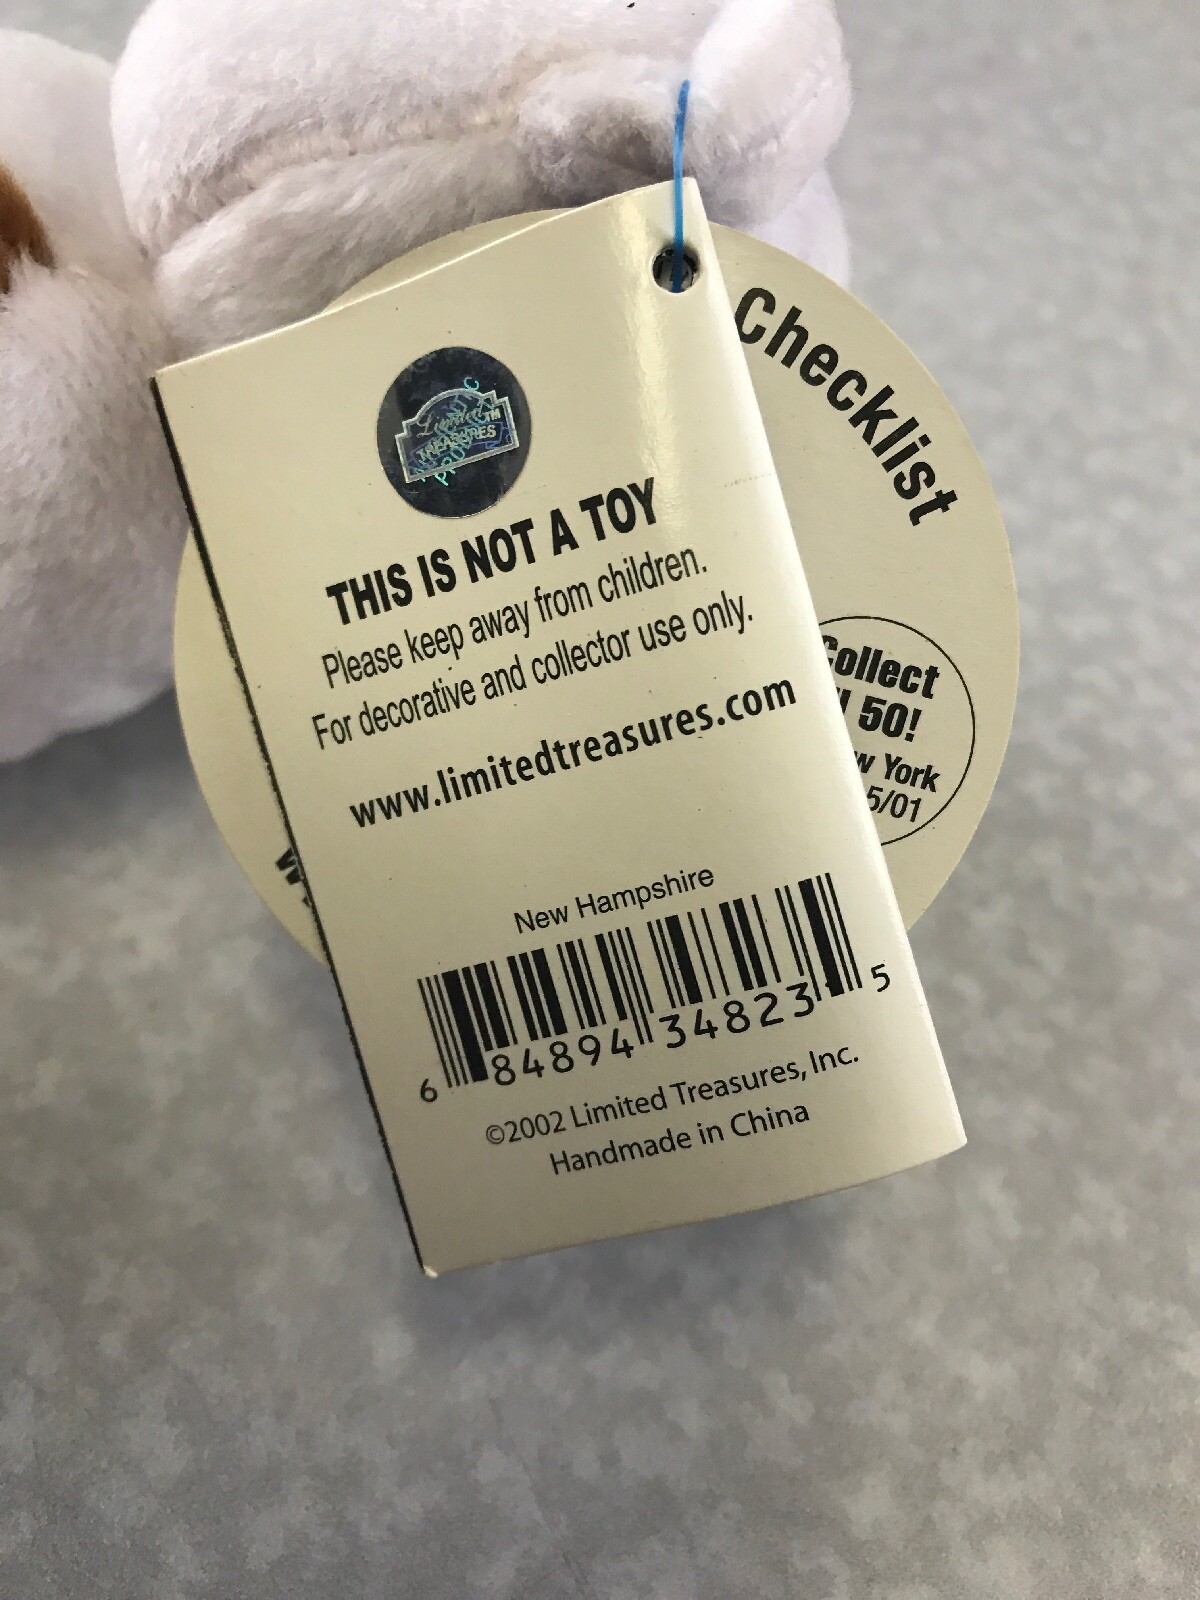 Limited
TREASURES™
THIS IS NOT A TOY
Please keep away from children.
For decorative and collector use only.
www.limitedtreasures.com
New Hampshire
6 84894 34823 5
©2002 Limited Treasures, Inc.
Handmade in China
Checklist
Collect
50!
York
5/01